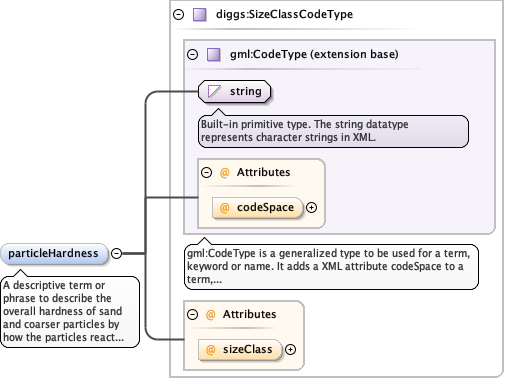 diggs:SizeClassCodeType
gml:CodeType (extension base)
string
Built-in primitive type. The string datatype
represents character strings in XML.
@ Attributes
@ codeSpace
particleHardness
A descriptive term or
phrase to describe the
overall hardness of sand
and coarser particles by
how the particles react...
gml:CodeType is a generalized type to be used for a term,
keyword or name. It adds a XML attribute codeSpace to a
term,...
@ Attributes
@ sizeClass